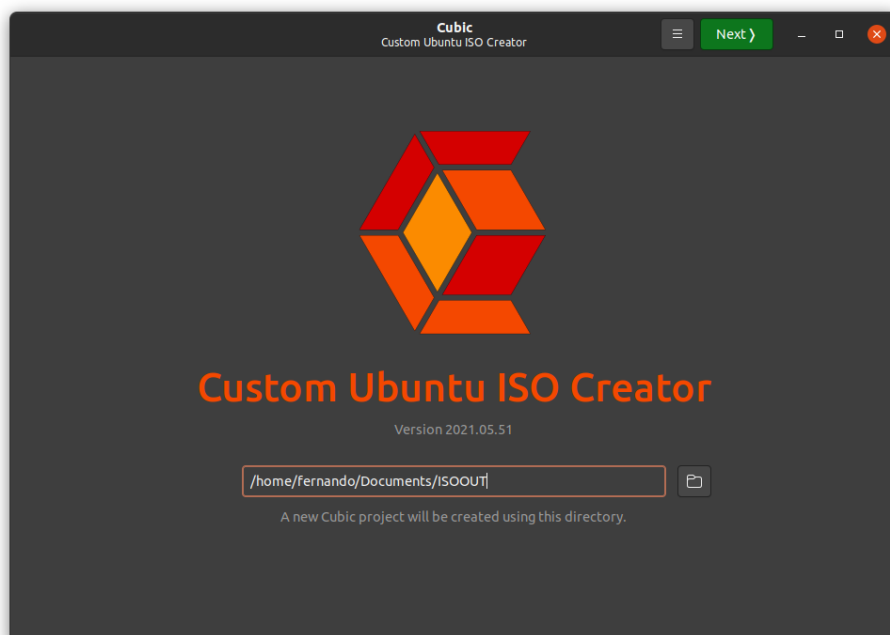 Cubic
Custom Ubuntu ISO Creator
Next ❭
Custom Ubuntu ISO Creator
Version 2021.05.51
/home/fernando/Documents/ISOOUT
A new Cubic project will be created using this directory.